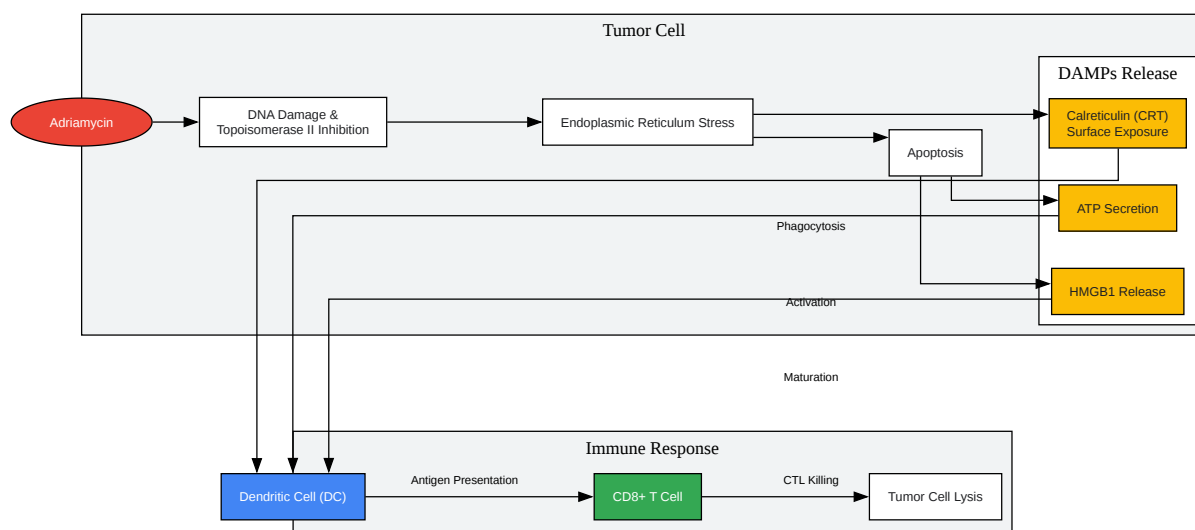 Tumor Cell
DAMPs Release
Adriamycin
DNA Damage &
Topoisomerase II Inhibition
Endoplasmic Reticulum Stress
Calreticulin (CRT)
Surface Exposure
Apoptosis
ATP Secretion
Phagocytosis
HMGB1 Release
Activation
Maturation
Immune Response
Dendritic Cell (DC)
Antigen Presentation
CD8+ T Cell
CTL Killing
Tumor Cell Lysis